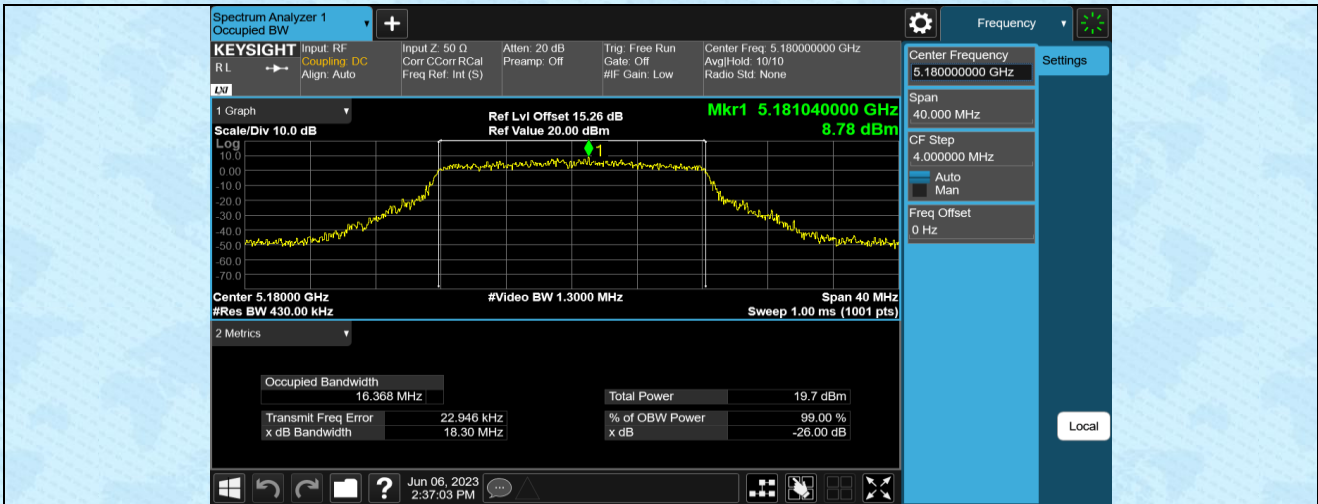 Spectrum Analyzer 1
Occupied BW
Frequency
KEYSIGHT
RL
LXI
Input: RF
Coupling: DC
Align: Auto
Input Z: 50 Ω
Corr CCorr RCal
Freq Ref: Int (S)
Atten: 20 dB
Preamp: Off
Trig: Free Run
Gate: Off
#IF Gain: Low
Center Freq: 5.180000000 GHz
Avg|Hold: 10/10
Radio Std: None
Center Frequency
5.180000000 GHz
Settings
Span
40.000 MHz
CF Step
4.000000 MHz
Auto
Man
Freq Offset
0 Hz
Local
1 Graph
Scale/Div 10.0 dB
Ref Lvl Offset 15.26 dB
Ref Value 20.00 dBm
Mkr1 5.181040000 GHz
8.78 dBm
Log
1
10.0
0.00
-10.0
-20.0
-30.0
-40.0
-50.0
-60.0
-70.0
Center 5.18000 GHz
#Res BW 430.00 kHz
#Video BW 1.3000 MHz
Span 40 MHz
Sweep 1.00 ms (1001 pts)
2 Metrics
Occupied Bandwidth
16.368 MHz
Total Power 19.7 dBm
Transmit Freq Error 22.946 kHz
% of OBW Power 99.00 %
x dB Bandwidth 18.30 MHz
x dB -26.00 dB
Jun 06, 2023
2:37:03 PM